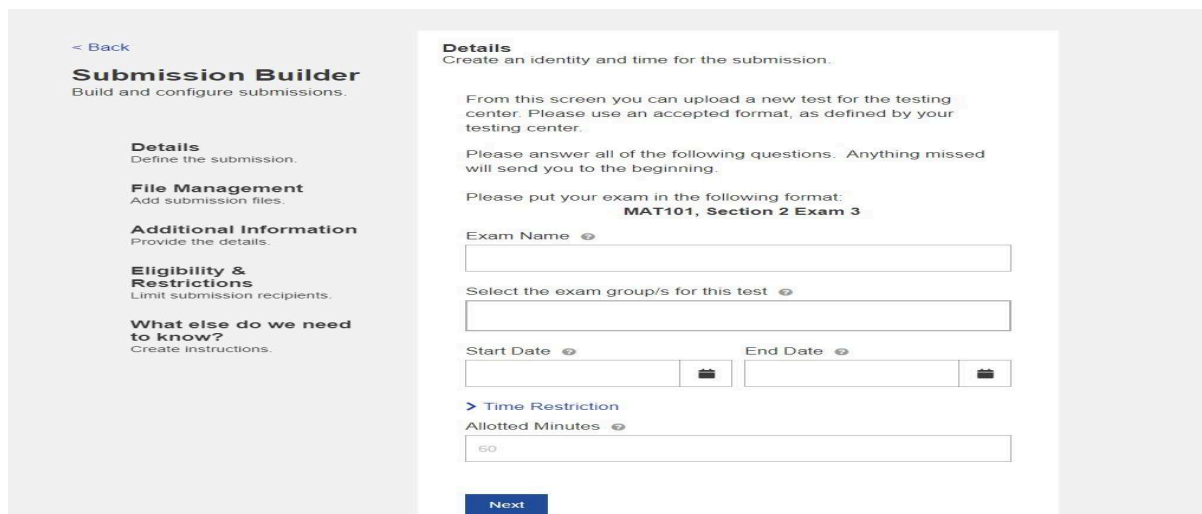 < Back
Submission Builder
Build and configure submissions.
Details
Define the submission.
File Management
Add submission files.
Additional Information
Provide the details.
Eligibility &
Restrictions
Limit submission recipients.
What else do we need
to know?
Create instructions.
Details
Create an identity and time for the submission.
From this screen you can upload a new test for the testing
center. Please use an accepted format, as defined by your
testing center.
Please answer all of the following questions.  Anything missed
will send you to the beginning.
Please put your exam in the following format:
MAT101, Section 2 Exam 3
Exam Name ?
Select the exam group/s for this test ?
Start Date ? End Date ?
> Time Restriction
Allotted Minutes ?
60
Next